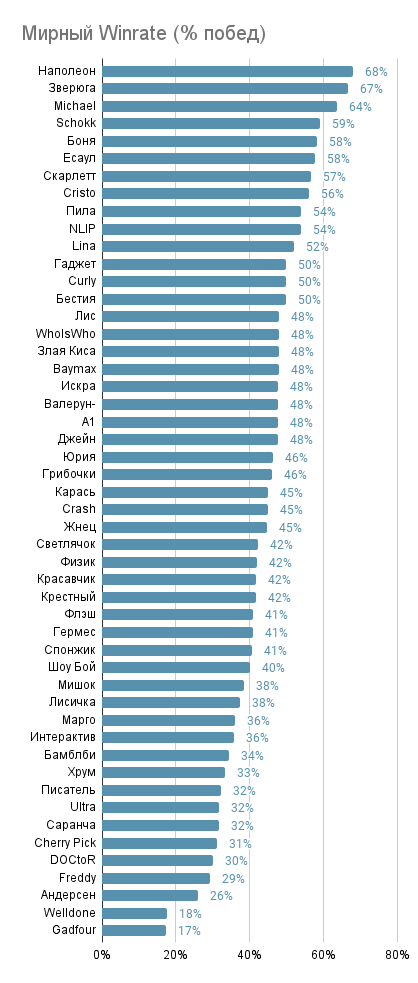 Мирный Winrate (% побед)
Наполеон 68%
Зверюга 67%
Michael 64%
Schokk 59%
Боня 58%
Есаул 58%
Скарлетт 57%
Cristo 56%
Пила 54%
NLIP 54%
Lina 52%
Гаджет 50%
Curly 50%
Бестия 50%
Лис 48%
WhoIsWho 48%
Злая Киса 48%
Baymax 48%
Искра 48%
Валерун- 48%
А1 48%
Джейн 48%
Юрия 46%
Грибочки 46%
Карась 45%
Crash 45%
Жнец 45%
Светлячок 42%
Физик 42%
Красавчик 42%
Крестный 42%
Флэш 41%
Гермес 41%
Спонжик 41%
Шоу Бой 40%
Мишок 38%
Лисичка 38%
Марго 36%
Интерактив 36%
Бамблби 34%
Хрум 33%
Писатель 32%
Ultra 32%
Саранча 32%
Cherry Pick 31%
DOCtoR 30%
Freddy 29%
Андерсен 26%
Welldone 18%
Gadfour 17%
0% 20% 40% 60% 80%